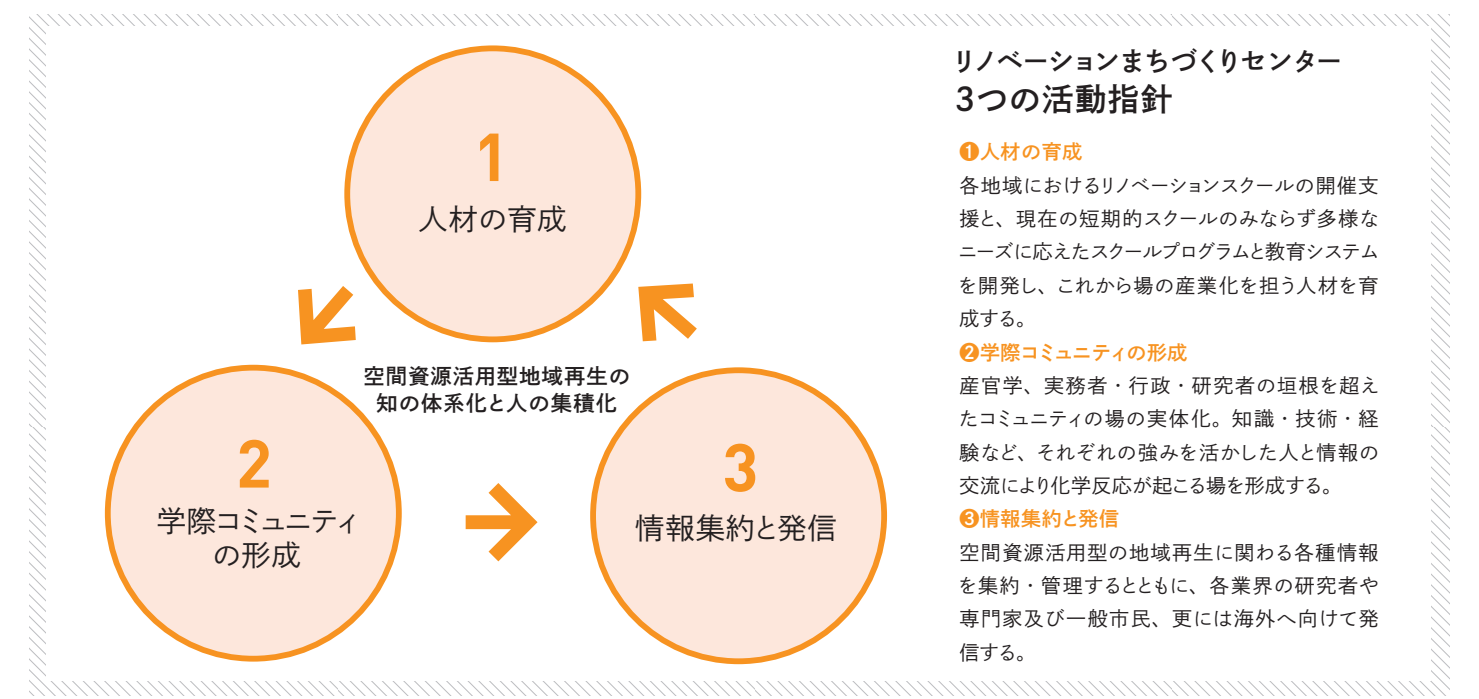 1
人材の育成
空間資源活用型地域再生の
知の体系化と人の集積化
2
学際コミュニティ
の形成
3
情報集約と発信
リノベーションまちづくりセンター
3つの活動指針
❶人材の育成
各地域におけるリノベーションスクールの開催支
援と、現在の短期的スクールのみならず多様な
ニーズに応えたスクールプログラムと教育システム
を開発し、これから場の産業化を担う人材を育
成する。
❷学際コミュニティの形成
産官学、実務者・行政・研究者の垣根を超え
たコミュニティの場の実体化。知識・技術・経
験など、それぞれの強みを活かした人と情報の
交流により化学反応が起こる場を形成する。
❸情報集約と発信
空間資源活用型の地域再生に関わる各種情報
を集約・管理するとともに、各業界の研究者や
専門家及び一般市民、更には海外へ向けて発
信する。